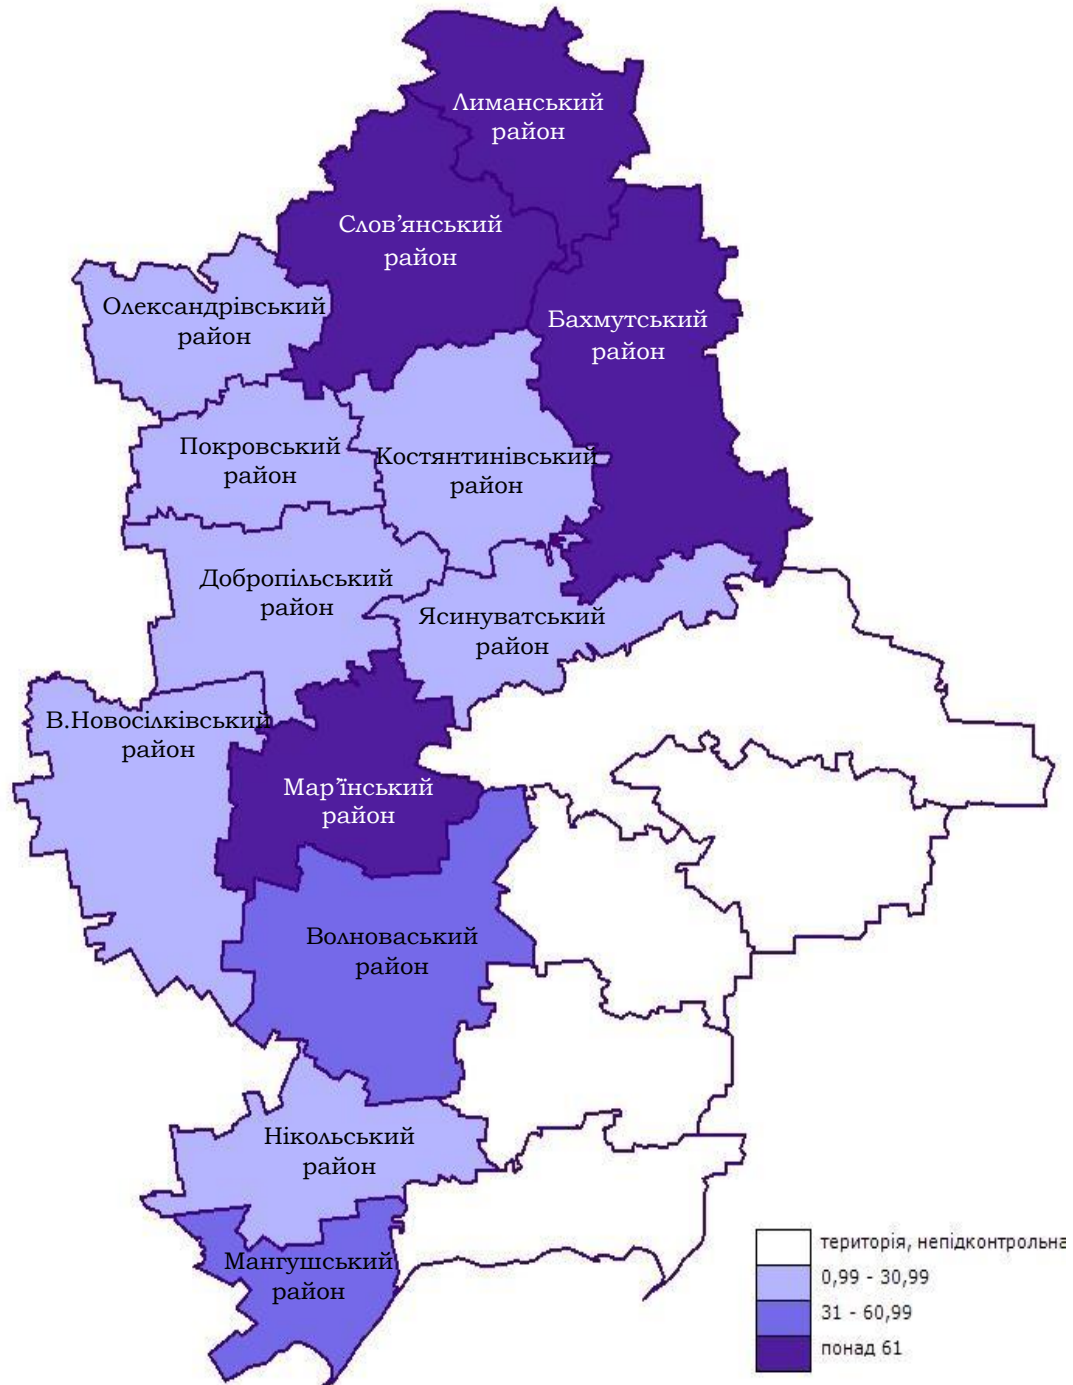 Лиманський
район
Слов’янський
район
Олександрівський
район
Бахмутський
район
Покровський
район
Костянтинівський
район
Добропільський
район
Ясинуватський
район
В.Новосілківський
район
Мар’їнський
район
Волноваський
район
Нікольський
район
Мангушський
район
територія, непідконтрольна
0,99 - 30,99
31 - 60,99
понад 61